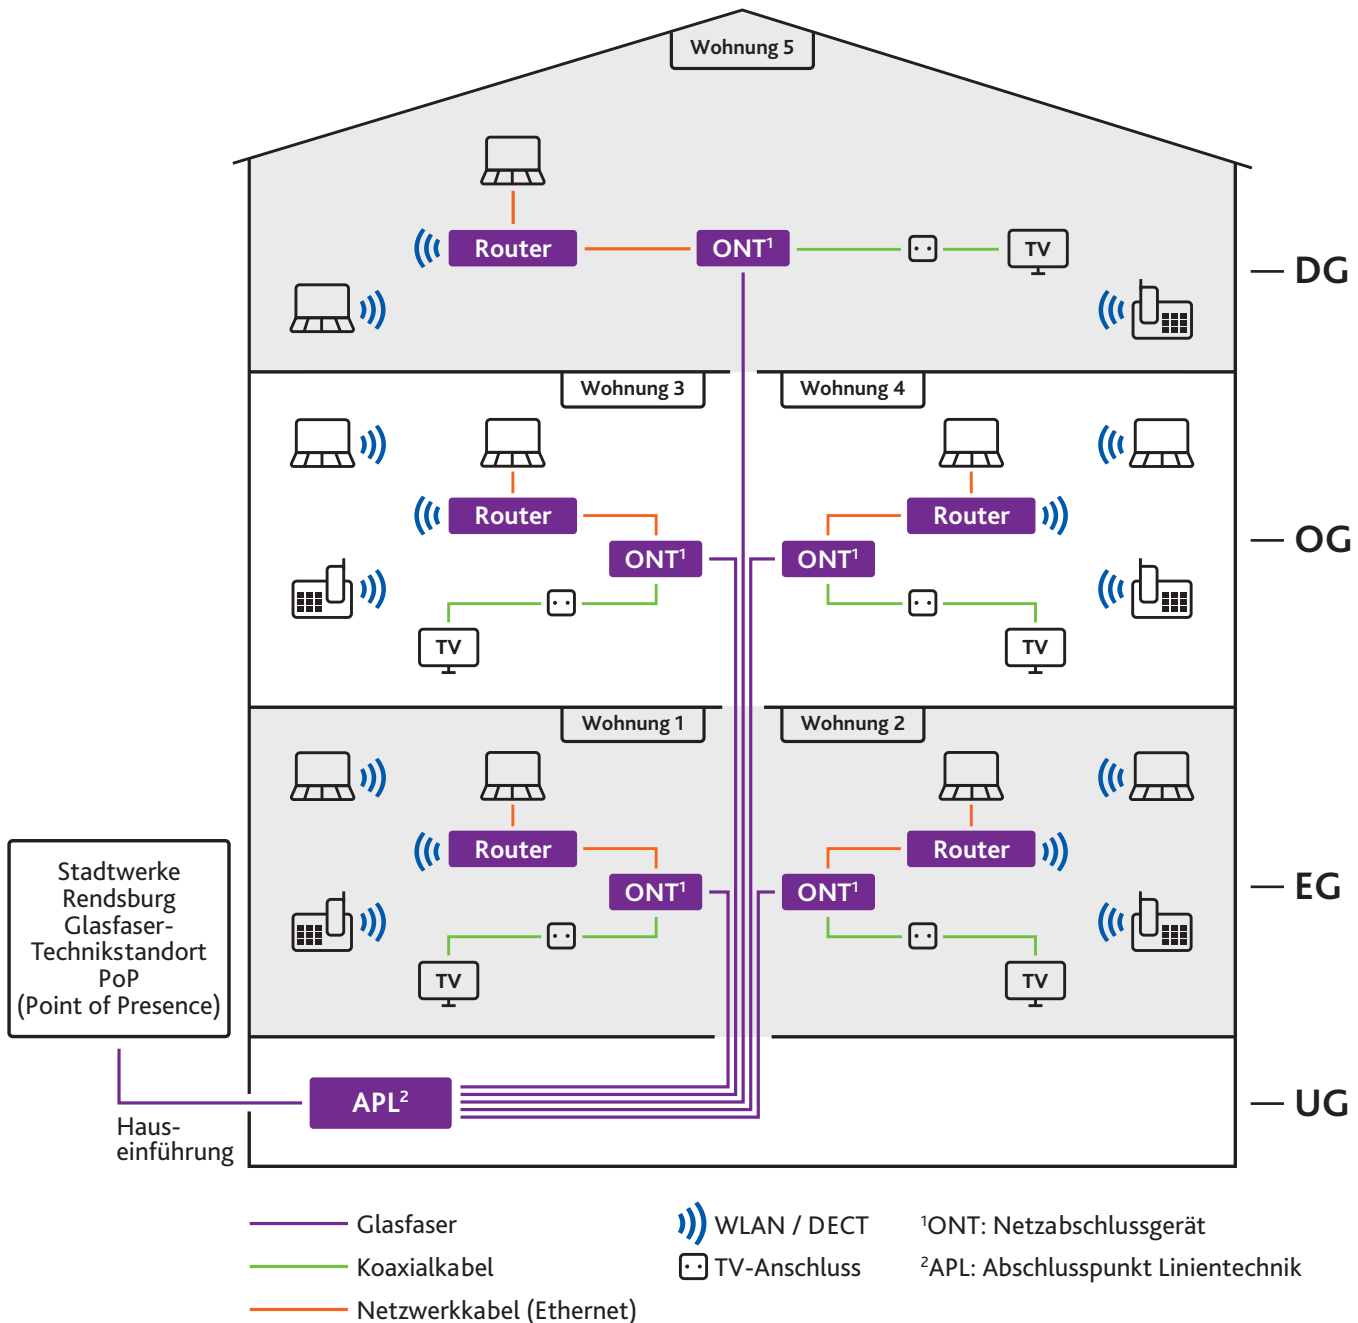 Wohnung 5
Router
ONT¹
TV
DG
Wohnung 3
Wohnung 4
Router
Router
ONT¹
ONT¹
OG
TV
TV
Wohnung 1
Wohnung 2
Router
Router
ONT¹
ONT¹
EG
TV
TV
Stadtwerke
Rendsburg
Glasfaser-
Technikstandort
PoP
(Point of Presence)
APL²
UG
Haus-
einführung
Glasfaser
Koaxialkabel
Netzwerkkabel (Ethernet)
WLAN / DECT
TV-Anschluss
¹ONT: Netzabschlussgerät
²APL: Abschlusspunkt Linientechnik